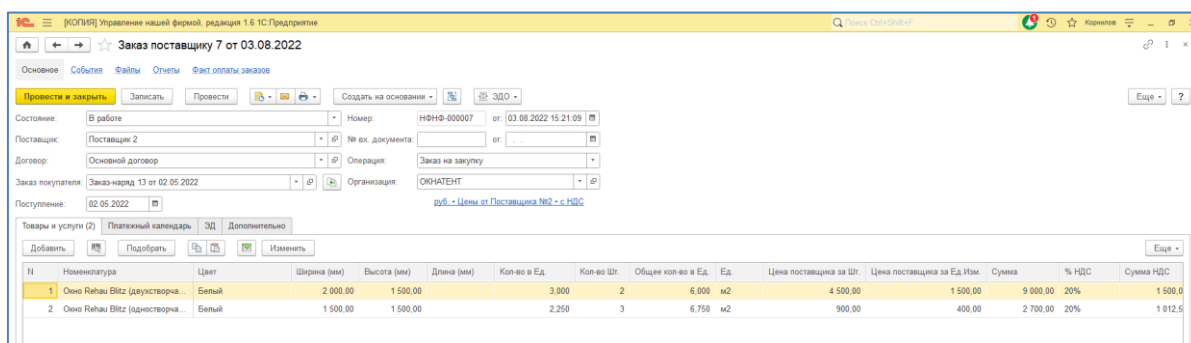 1С [КОПИЯ] Управление нашей фирмой, редакция 1.6 1С:Предприятие Поиск Ctrl+Shift+F Корнилов
Заказ поставщику 7 от 03.08.2022
Основное События Файлы Отчеты Факт оплаты заказов
Провести и закрыть Записать Провести Создать на основании ЭДО Еще ?
Состояние: В работе Номер: НФНФ-000007 от: 03.08.2022 15:21:09
Поставщик: Поставщик 2 № вх. документа: от: . .
Договор: Основной договор Операция: Заказ на закупку
Заказ покупателя: Заказ-наряд 13 от 02.05.2022 Организация: ОКНАТЕНТ
Поступление: 02.05.2022 руб. • Цены от Поставщика №2 • с НДС
Товары и услуги (2) Платежный календарь ЭД Дополнительно
Добавить Подобрать Изменить Еще
N Номенклатура Цвет Ширина (мм) Высота (мм) Длина (мм) Кол-во в Ед. Кол-во Шт. Общее кол-во в Ед. Ед. Цена поставщика за Шт. Цена поставщика за Ед.Изм. Сумма % НДС Сумма НДС
1 Окно Rehau Blitz (двухстворча... Белый 2 000,00 1 500,00 3,000 2 6,000 м2 4 500,00 1 500,00 9 000,00 20% 1 500,0
2 Окно Rehau Blitz (одностворча... Белый 1 500,00 1 500,00 2,250 3 6,750 м2 900,00 400,00 2 700,00 20% 1 012,5